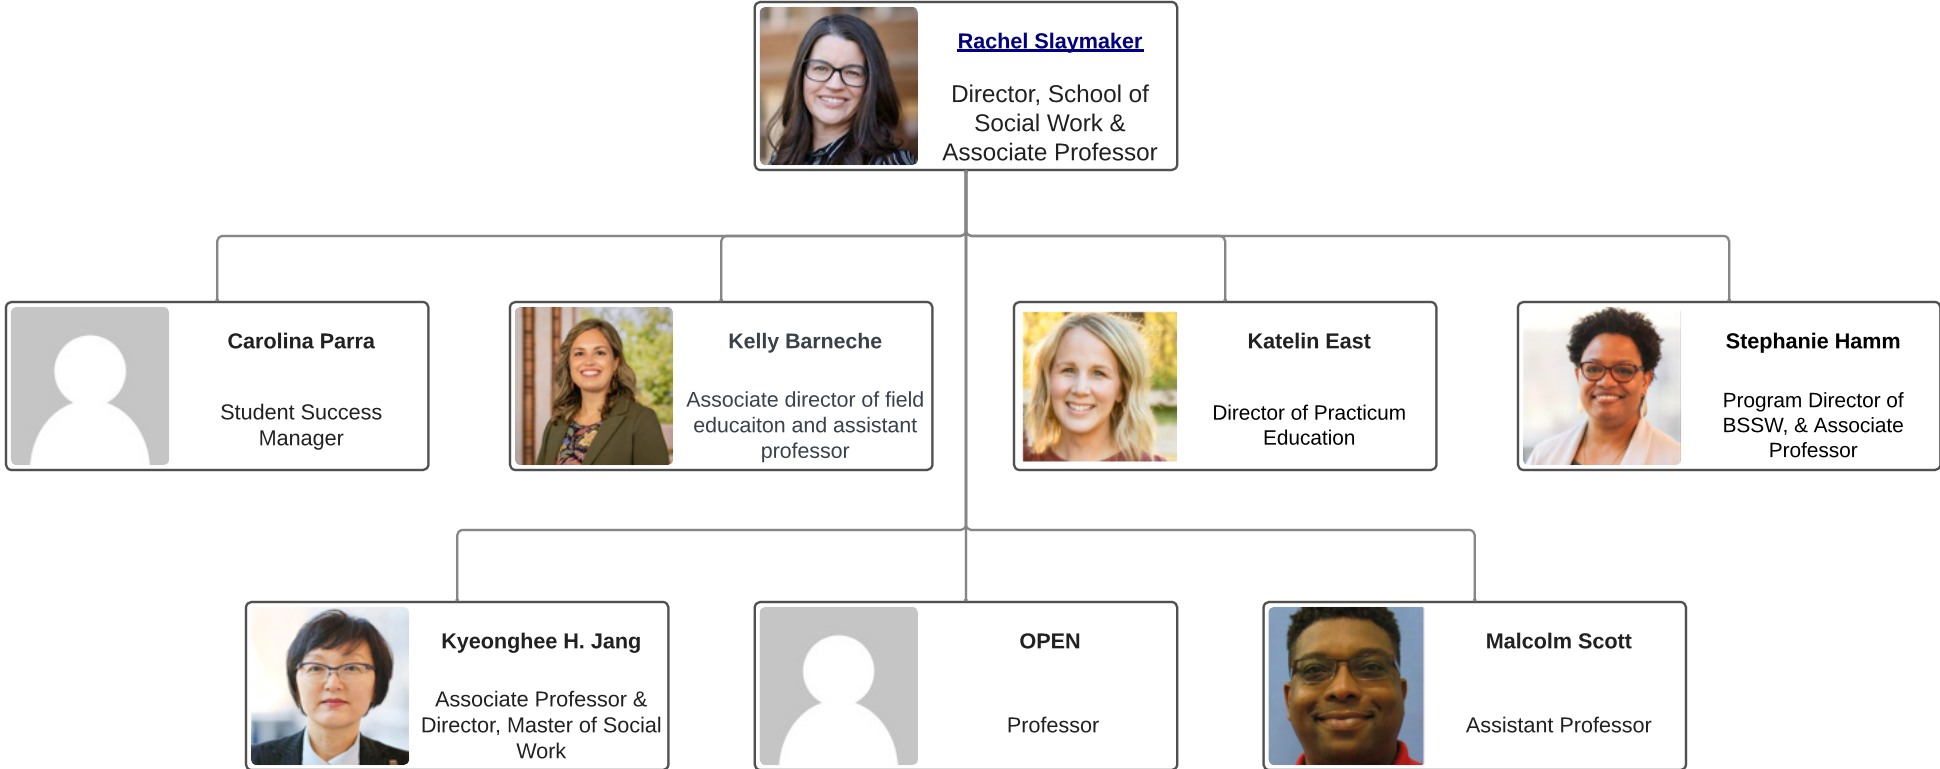 Rachel Slaymaker
Director, School of
Social Work &
Associate Professor
Carolina Parra
Student Success
Manager
Kelly Barneche
Associate director of field
educaiton and assistant
professor
Katelin East
Director of Practicum
Education
Stephanie Hamm
Program Director of
BSSW, & Associate
Professor
Kyeonghee H. Jang
Associate Professor &
Director, Master of Social
Work
OPEN
Professor
Malcolm Scott
Assistant Professor